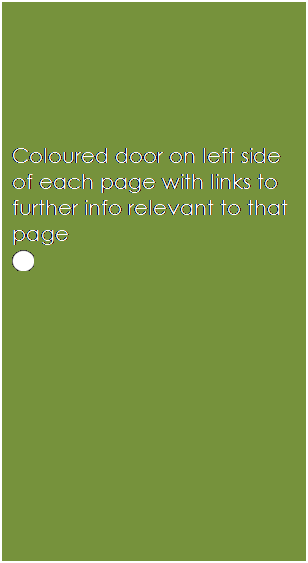 Coloured door on left side
of each page with links to
further info relevant to that
page